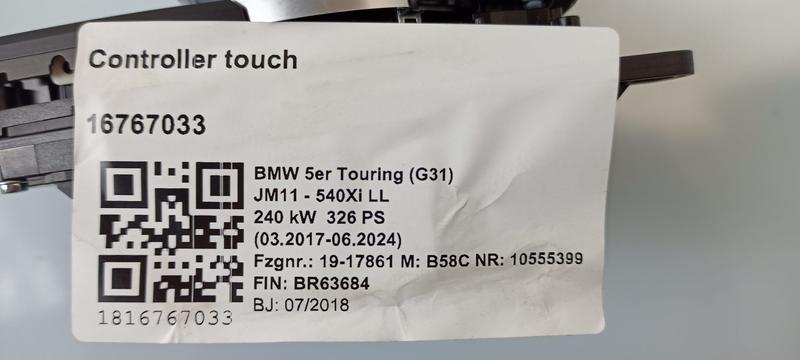 Controller touch
16767033
BMW 5er Touring (G31)
JM11 - 540Xi LL
240 kW 326 PS
(03.2017-06.2024)
Fzgnr.: 19-17861 M: B58C NR: 10555399
FIN: BR63684
BJ: 07/2018
1816767033